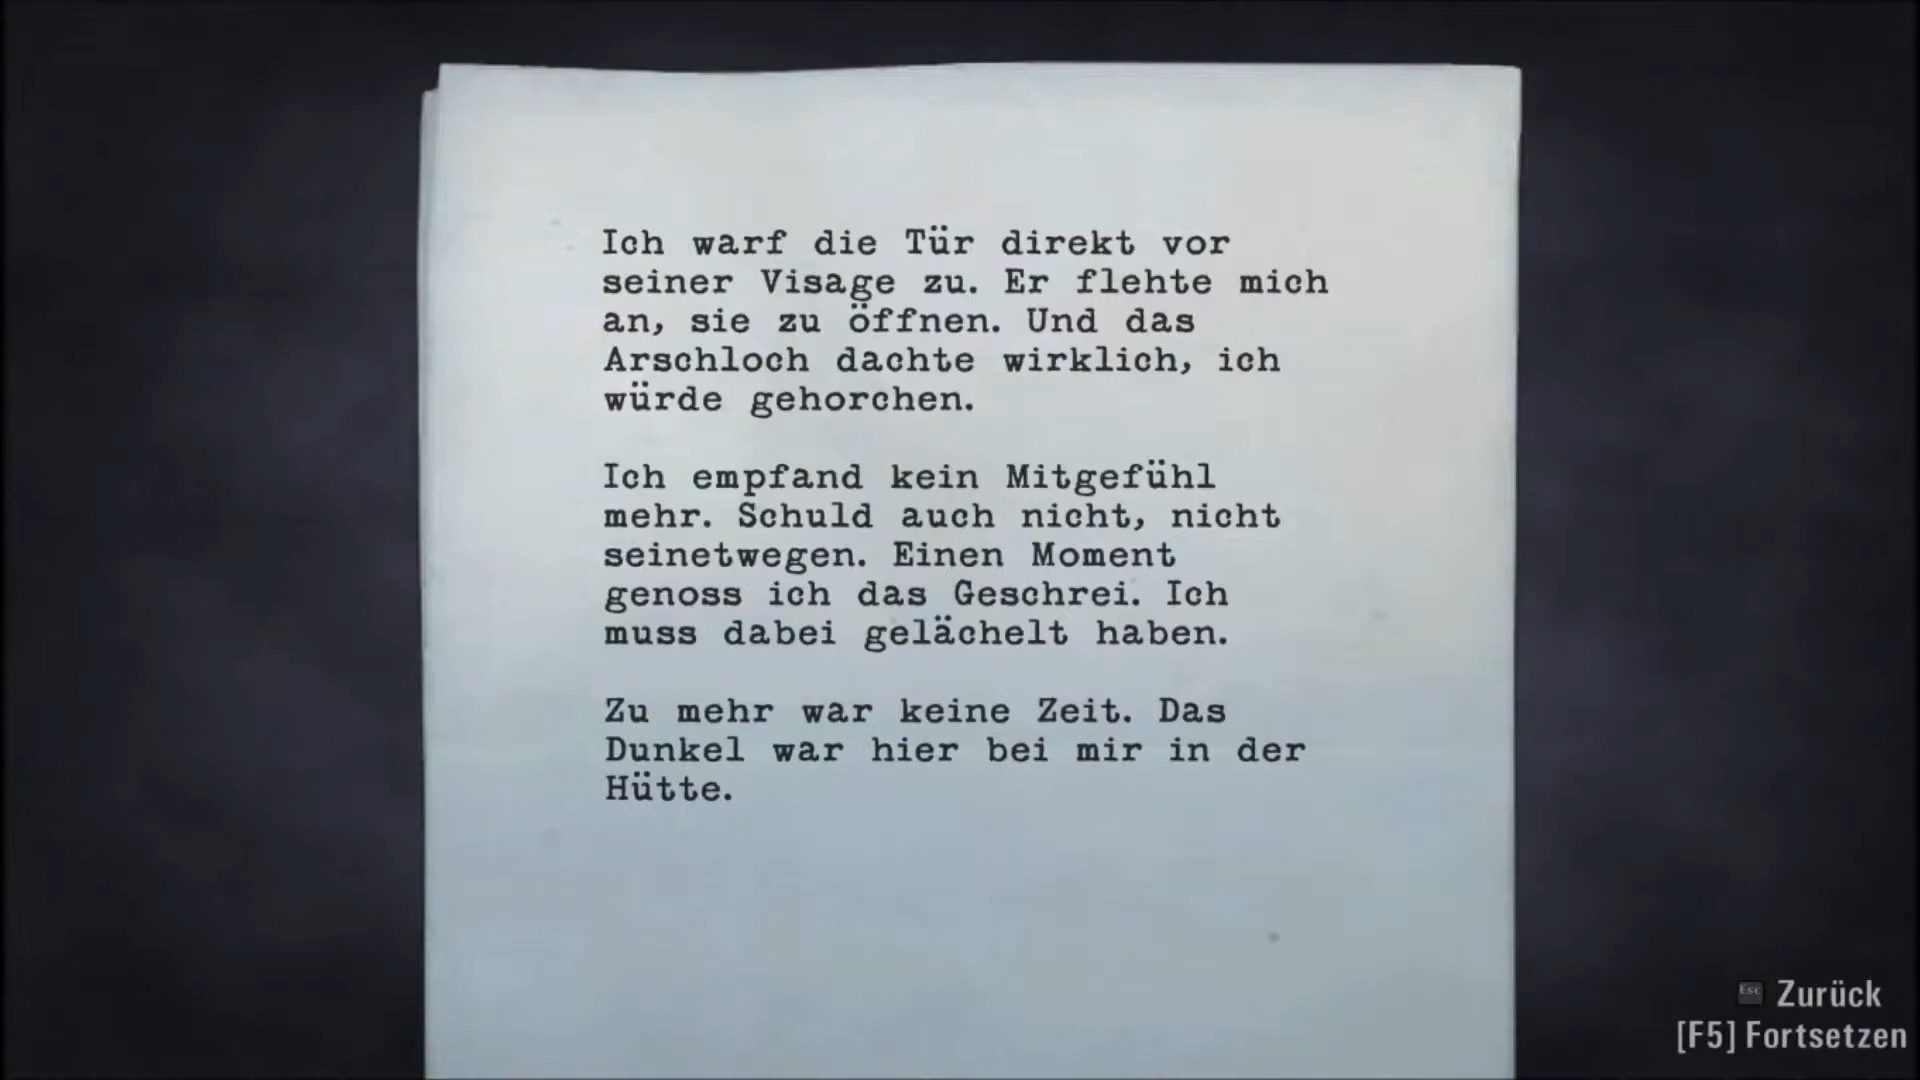 Ich warf die Tür direkt vor
seiner Visage zu. Er flehte mich
an, sie zu öffnen. Und das
Arschloch dachte wirklich, ich
würde gehorchen.
Ich empfand kein Mitgefühl
mehr. Schuld auch nicht, nicht
seinetwegen. Einen Moment
genoss ich das Geschrei. Ich
muss dabei gelächelt haben.
Zu mehr war keine Zeit. Das
Dunkel war hier bei mir in der
Hütte.
Esc Zurück
[F5] Fortsetzen